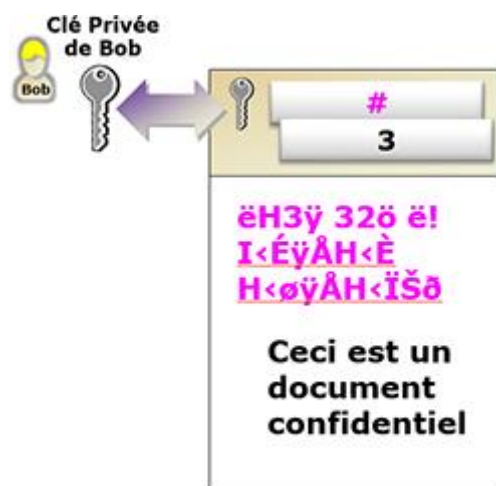 Clé Privée
de Bob
Bob
#
3
ëH3ÿ 32ö ë!
I<ÉÿÅH<È
H<øÿÅH<ÏŠð
Ceci est un
document
confidentiel